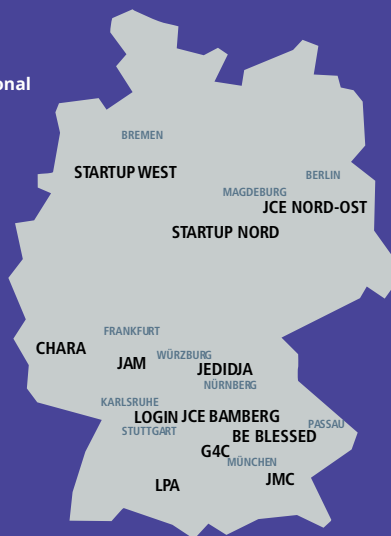 onal
BREMEN
STARTUP WEST
BERLIN
MAGDEBURG
JCE NORD-OST
STARTUP NORD
FRANKFURT
CHARA
WÜRZBURG
JAM
JEDIDJA
NÜRNBERG
KARLSRUHE
LOGIN JCE BAMBERG
PASSAU
STUTTGART
BE BLESSED
G4C
MÜNCHEN
JMC
LPA